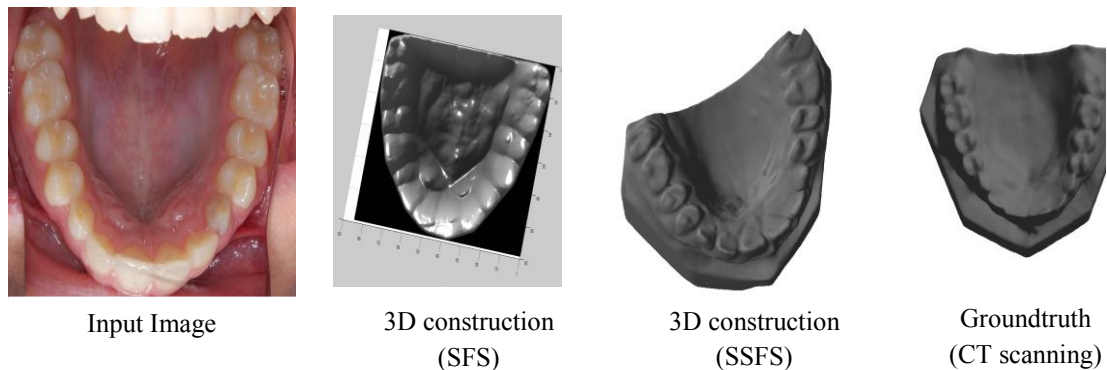 Input Image
3D construction
(SFS)
3D construction
(SSFS)
Groundtruth
(CT scanning)